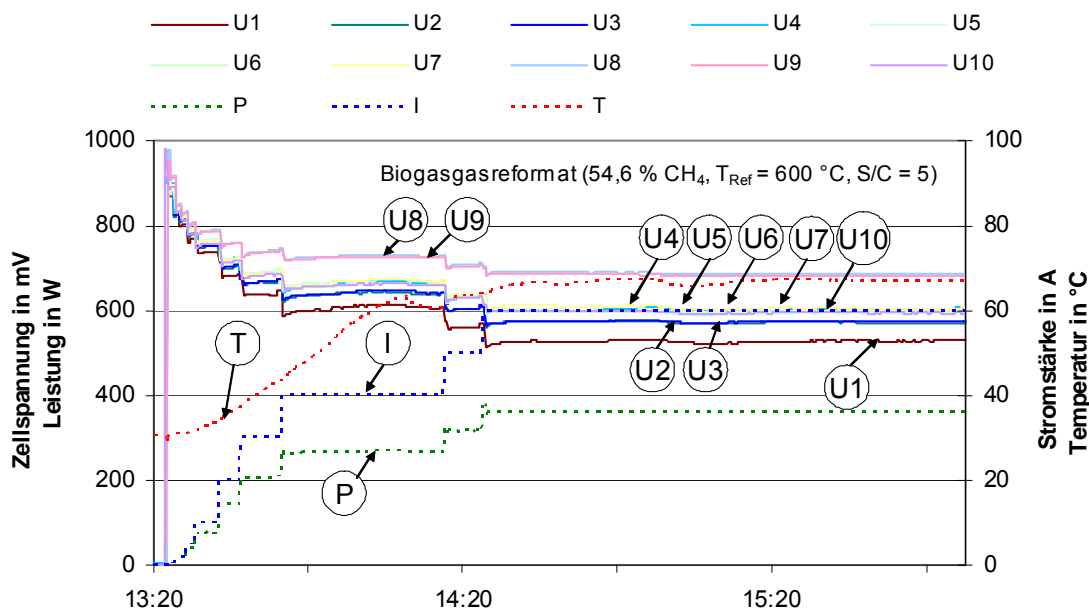 U1 U2 U3 U4 U5
U6 U7 U8 U9 U10
P I T
1000
800
600
400
200
0
Zellspannung in mV
Leistung in W
Biogasgasreformat (54,6 % CH4, TRef = 600 °C, S/C = 5)
U8 U9
U4 U5 U6 U7 U10
T I
U2 U3 U1
P
100
80
60
40
20
0
Stromstärke in A
Temperatur in °C
13:20 14:20 15:20